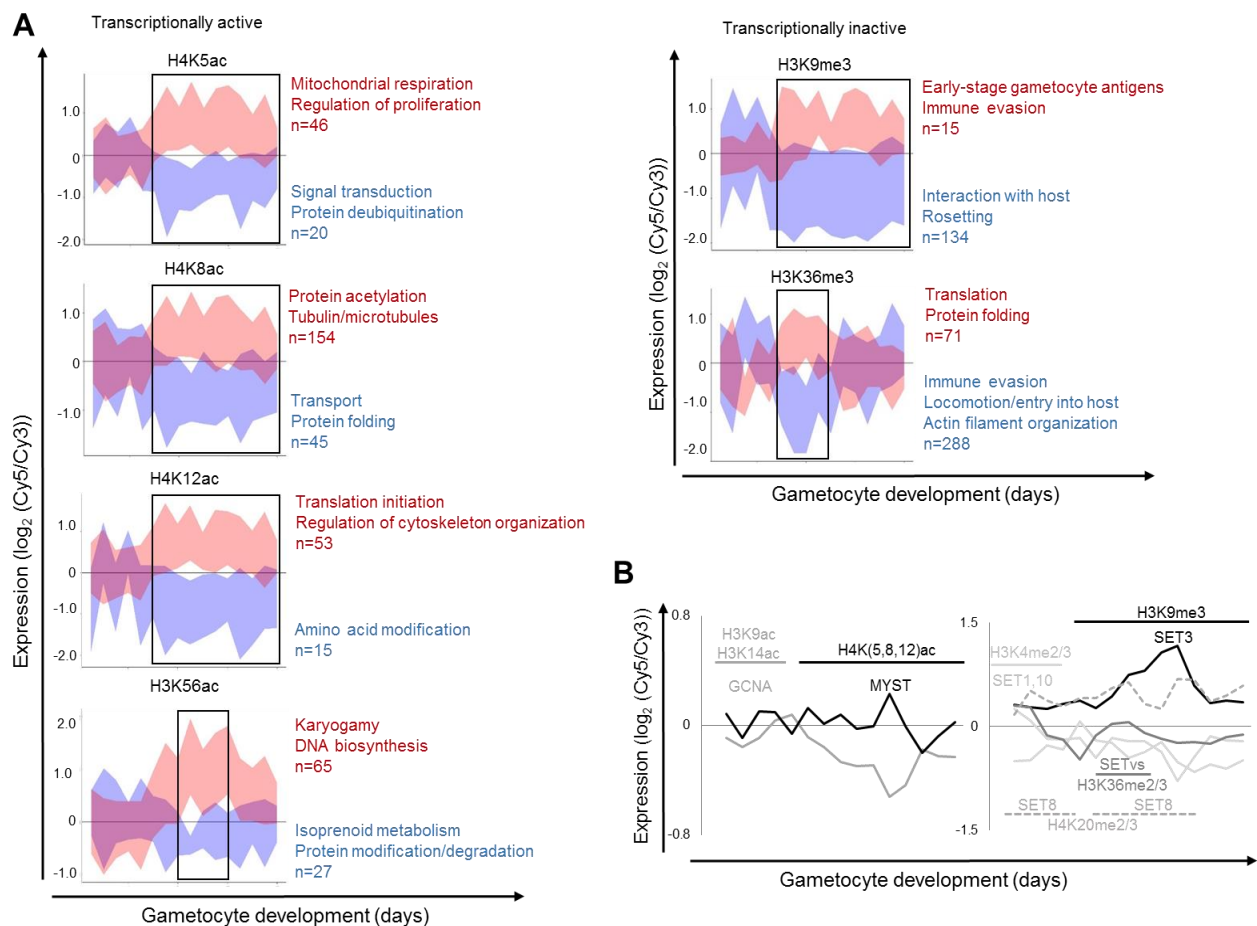 A
Transcriptionally active
Expression (log2 (Cy5/Cy3))
H4K5ac
1.0
0
-1.0
-2.0
Mitochondrial respiration
Regulation of proliferation
n=46
Signal transduction
Protein deubiquitination
n=20
H4K8ac
1.0
0
-1.0
Protein acetylation
Tubulin/microtubules
n=154
Transport
Protein folding
n=45
H4K12ac
1.0
0
-1.0
-2.0
Translation initiation
Regulation of cytoskeleton organization
n=53
Amino acid modification
n=15
H3K56ac
2.0
1.0
0
-1.0
Karyogamy
DNA biosynthesis
n=65
Isoprenoid metabolism
Protein modification/degradation
n=27
Gametocyte development (days)
Transcriptionally inactive
Expression (log2 (Cy5/Cy3))
H3K9me3
1.0
0
-1.0
-2.0
Early-stage gametocyte antigens
Immune evasion
n=15
Interaction with host
Rosetting
n=134
H3K36me3
1.0
0
-1.0
-2.0
Translation
Protein folding
n=71
Immune evasion
Locomotion/entry into host
Actin filament organization
n=288
Gametocyte development (days)
B
Expression (log2 (Cy5/Cy3))
0.8
0
-0.8
H3K9ac
H3K14ac
GCNA
H4K(5,8,12)ac
MYST
1.5
0
-1.5
H3K9me3
SET3
H3K4me2/3
SET1,10
SETvs
H3K36me2/3
SET8
SET8
H4K20me2/3
Gametocyte development (days)